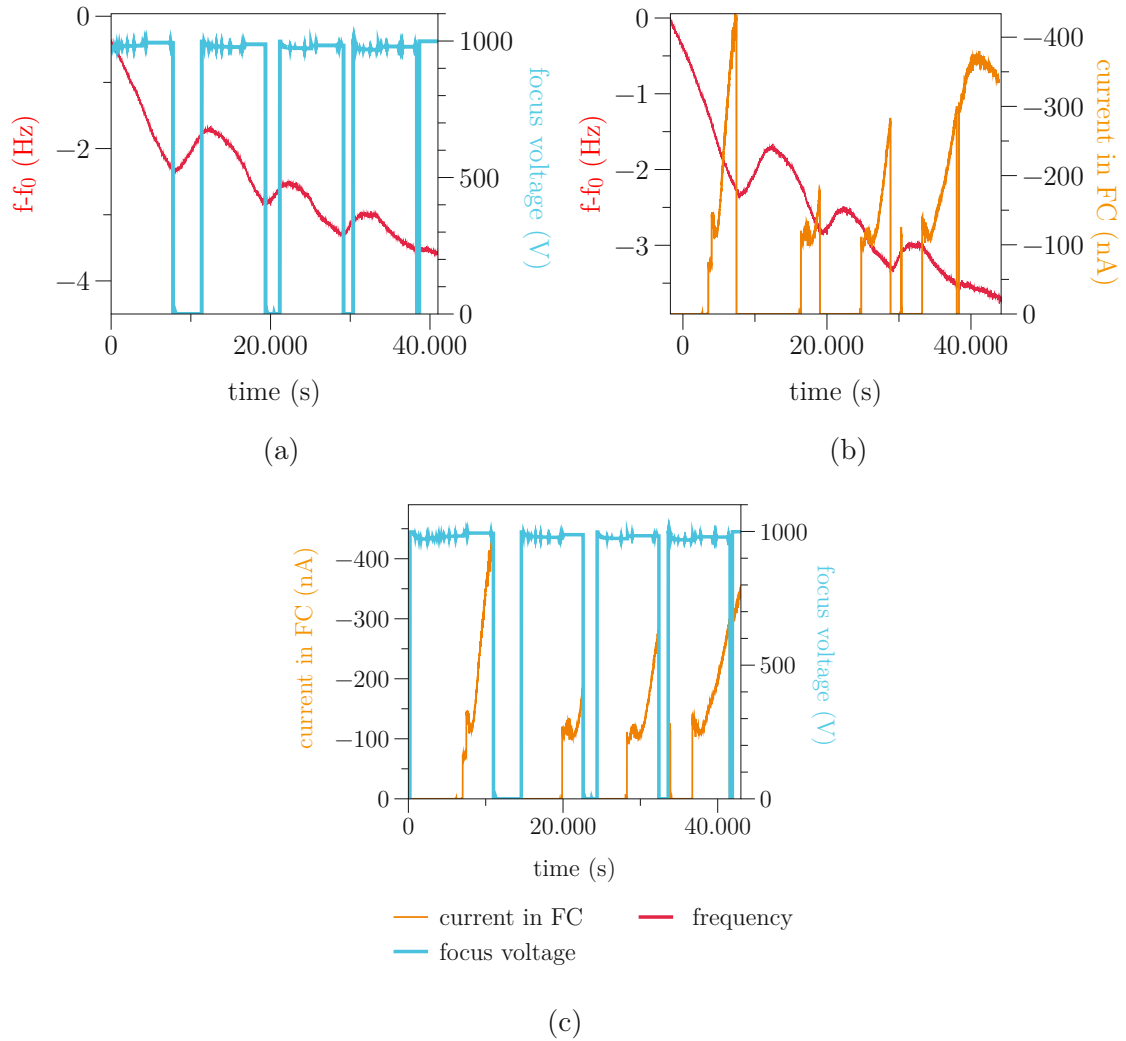 0
−2
−4
f-f0 (Hz)
1000
500
0
focus voltage (V)
0
20.000
40.000
time (s)
(a)
0
−1
−2
−3
f-f0 (Hz)
−400
−300
−200
−100
0
current in FC (nA)
0
20.000
40.000
time (s)
(b)
−400
−300
−200
−100
0
current in FC (nA)
1000
500
0
focus voltage (V)
0
20.000
40.000
time (s)
current in FC
frequency
focus voltage
(c)